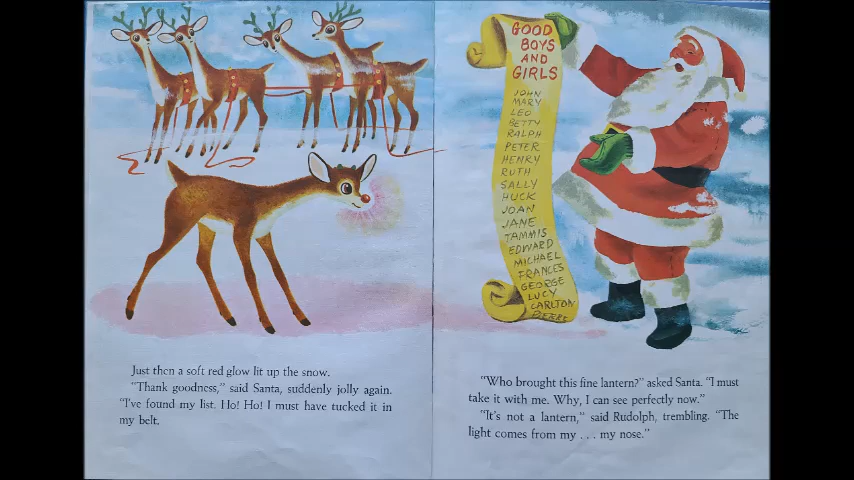 Just then a soft red glow lit up the snow.
"Thank goodness," said Santa, suddenly jolly again.
"I've found my list. Ho! Ho! I must have tucked it in
my belt.
GOOD
BOYS
AND
GIRLS
JOHN
MARY
LEO
BETTY
RALPH
PETER
HENRY
RUTH
SALLY
HUCK
JOAN
JANE
TAMMIS
EDWARD
MICHAEL
FRANCES
GEORGE
LUCY
CARLTON
"Who brought this fine lantern?" asked Santa. "I must
take it with me. Why, I can see perfectly now."
"It's not a lantern," said Rudolph, trembling. "The
light comes from my . . . my nose."